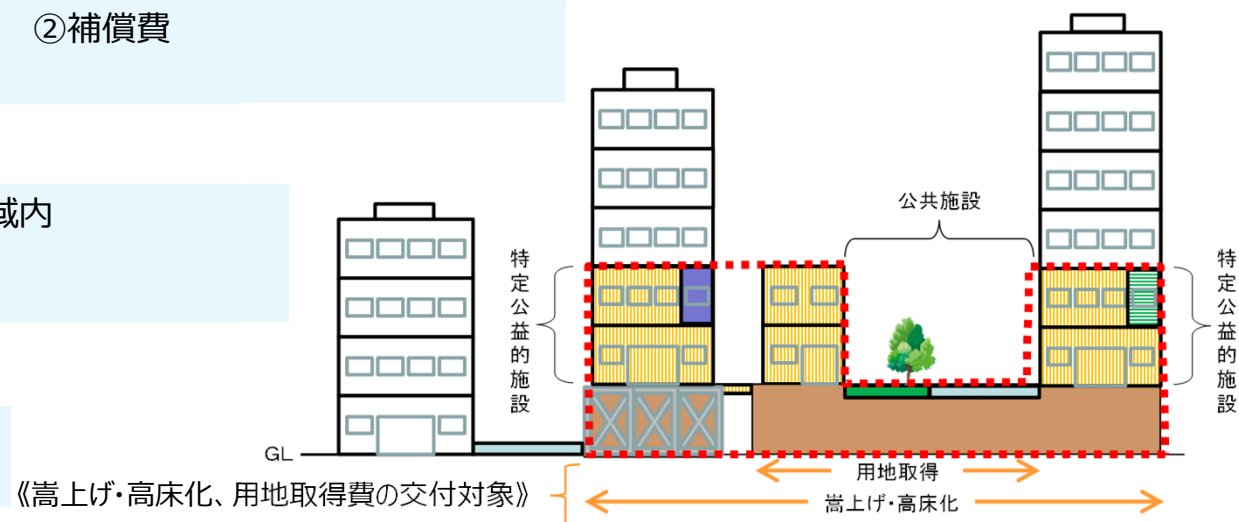 ②補償費
域内
公共施設
特定公益的施設
特定公益的施設
GL
用地取得
《嵩上げ・高床化、用地取得費の交付対象》
嵩上げ・高床化